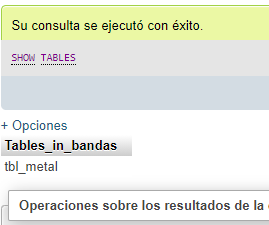 Su consulta se ejecutó con éxito.
SHOW TABLES
+ Opciones
Tables_in_bandas
tbl_metal
Operaciones sobre los resultados de la